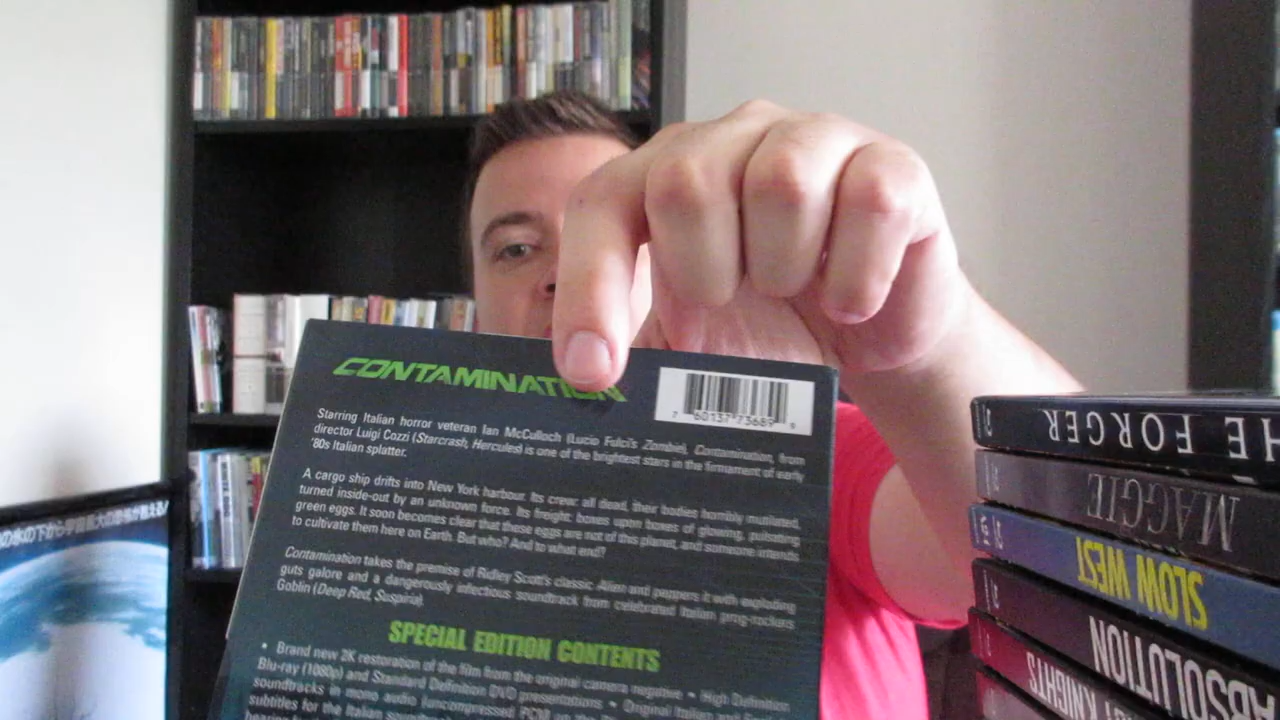 CONTAMINATION
7 60137 73689 6
Starring Italian horror veteran Ian McCulloch (Lucio Fulci's Zombie), Contamination, from
director Luigi Cozzi (Starcrash, Hercules) is one of the brightest stars in the firmament of early
'80s Italian splatter.
A cargo ship drifts into New York harbour. Its crew: all dead, their bodies horribly mutilated,
turned inside-out by an unknown force. Its freight: boxes upon boxes of glowing, pulsating
green eggs. It soon becomes clear that these eggs are not of this planet, and someone intends
to cultivate them here on Earth. But who? And to what end?
Contamination takes the premise of Ridley Scott's classic Alien and peppers it with exploding
guts galore and a dangerously infectious soundtrack from celebrated Italian prog-rockers
Goblin (Deep Red, Suspiria).
SPECIAL EDITION CONTENTS
• Brand new 2K restoration of the film from the original camera negative • High Definition
Blu-ray (1080p) and Standard Definition DVD presentations • Original Italian and
soundtracks in mono audio (uncompressed PCM on the
subtitles for the Italian
HE FORGER
MAGGIE
SLOW WEST
ABSOLUTION
KNIGHTS